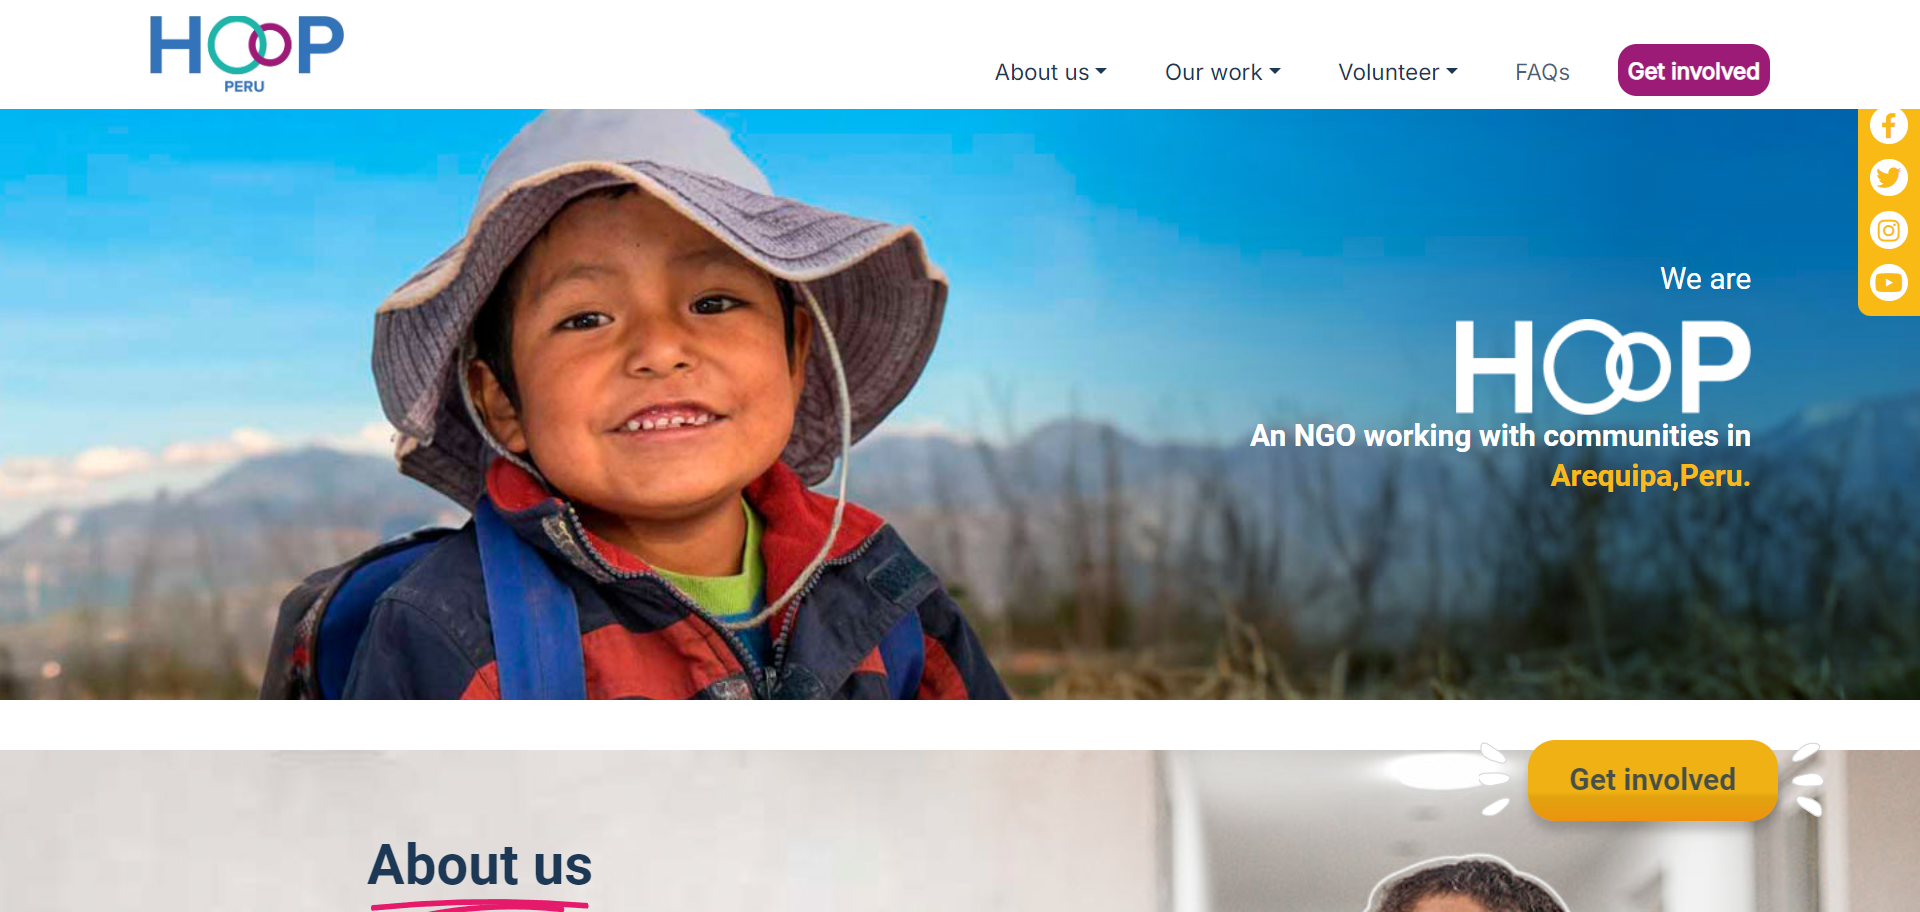 HOOP
PERU
About us
Our work
Volunteer
FAQs
Get involved
We are
HOOP
An NGO working with communities in
Arequipa,Peru.
Get involved
About us